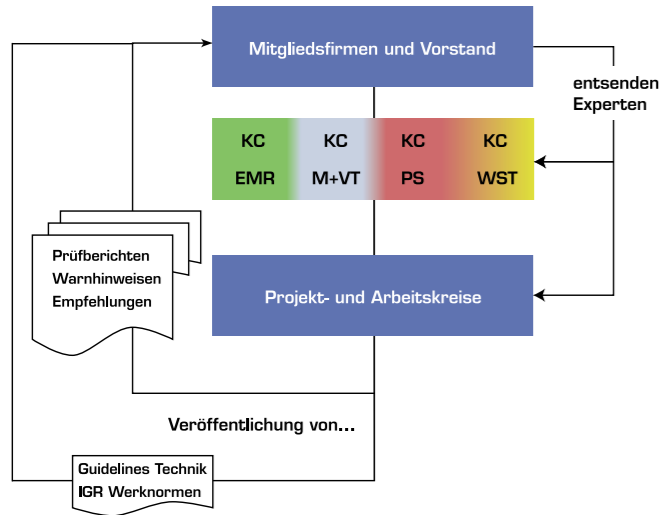 Mitgliedsfirmen und Vorstand
entsenden
Experten
KC KC KC KC
EMR M+VT PS WST
Prüfberichten
Warnhinweisen
Empfehlungen
Projekt- und Arbeitskreise
Veröffentlichung von...
Guidelines Technik
IGR Werknormen